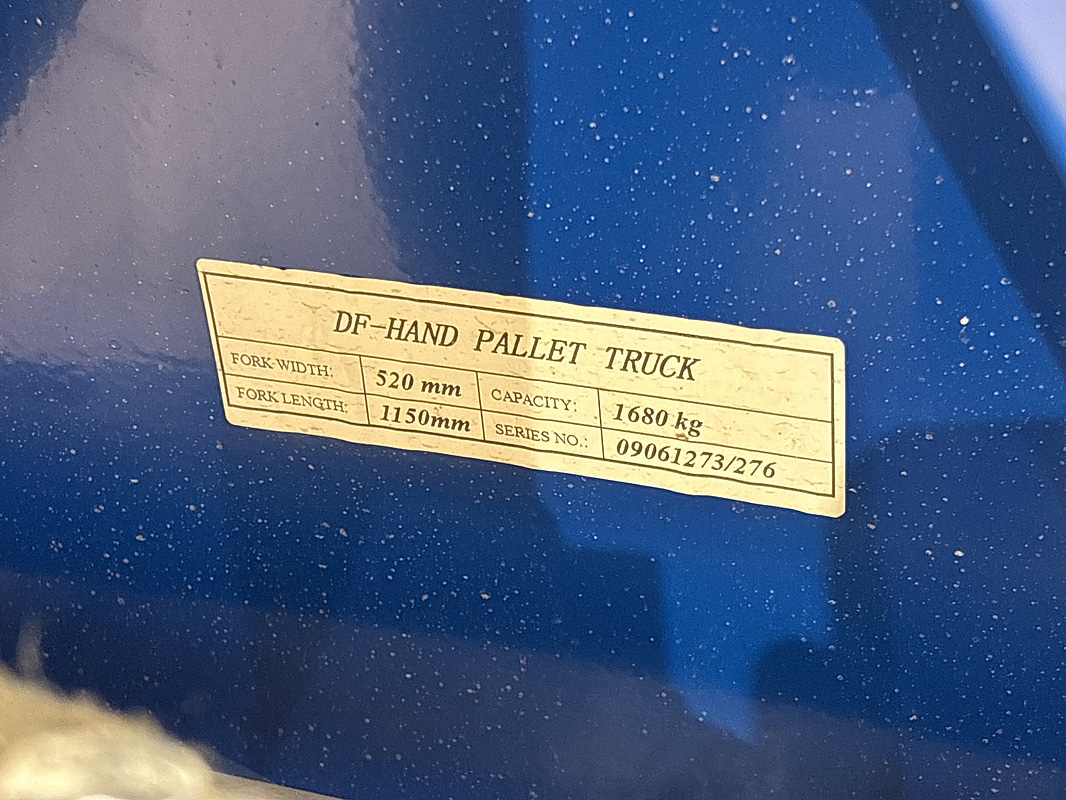 DF-HAND PALLET TRUCK
FORK WIDTH: 520 mm CAPACITY: 1680 kg
FORK LENGTH: 1150mm SERIES NO.: 09061273/276